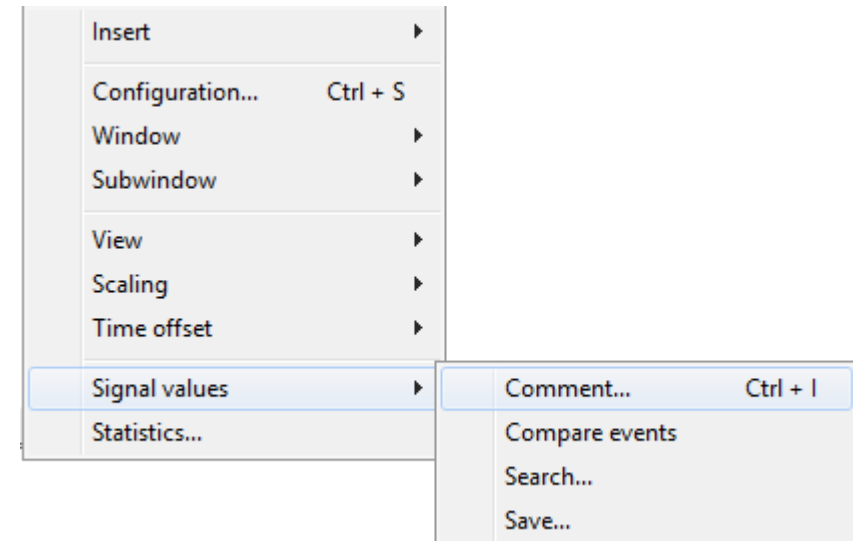 Insert
Configuration... Ctrl + S
Window
Subwindow
View
Scaling
Time offset
Signal values
Statistics...
Comment... Ctrl + I
Compare events
Search...
Save...